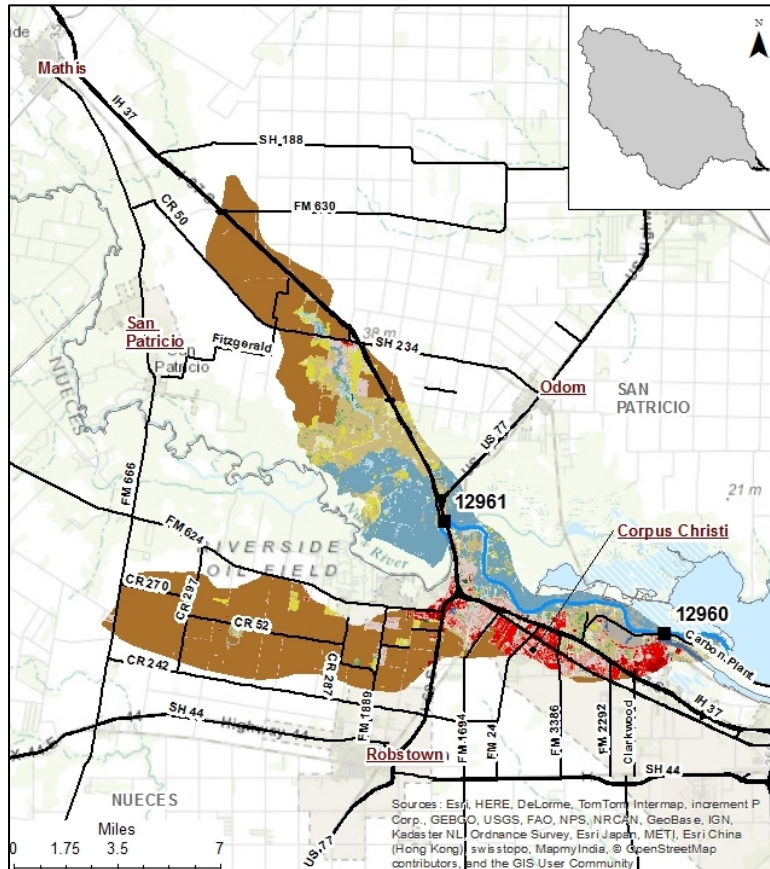 N
Mathis
IH 37
SH 188
CR 50
FM 630
38 m
San
Patricio
Fitzgerald
SH 234
Odom
SAN
PATRICIO
NUECES
US 77
FM 666
12961
21 m
FM 624
RIVERSIDE
OIL FIELD
River
Corpus Christi
CR 270
CR 297
CR 52
12960
Carbon Plant
CR 242
CR 287
FM 1889
IH 37
SH 44
Highway 44
FM 1694
FM 24
FM 3386
FM 2292
Clarkwood
Robstown
SH 44
NUECES
US 77
Miles
0 1.75 3.5 7
Sources: Esri, HERE, DeLorme, TomTom, Intermap, increment P
Corp., GEBCO, USGS, FAO, NPS, NRCAN, GeoBase, IGN,
Kadaster NL, Ordnance Survey, Esri Japan, METI, Esri China
(Hong Kong), swisstopo, MapmyIndia, © OpenStreetMap
contributors, and the GIS User Community